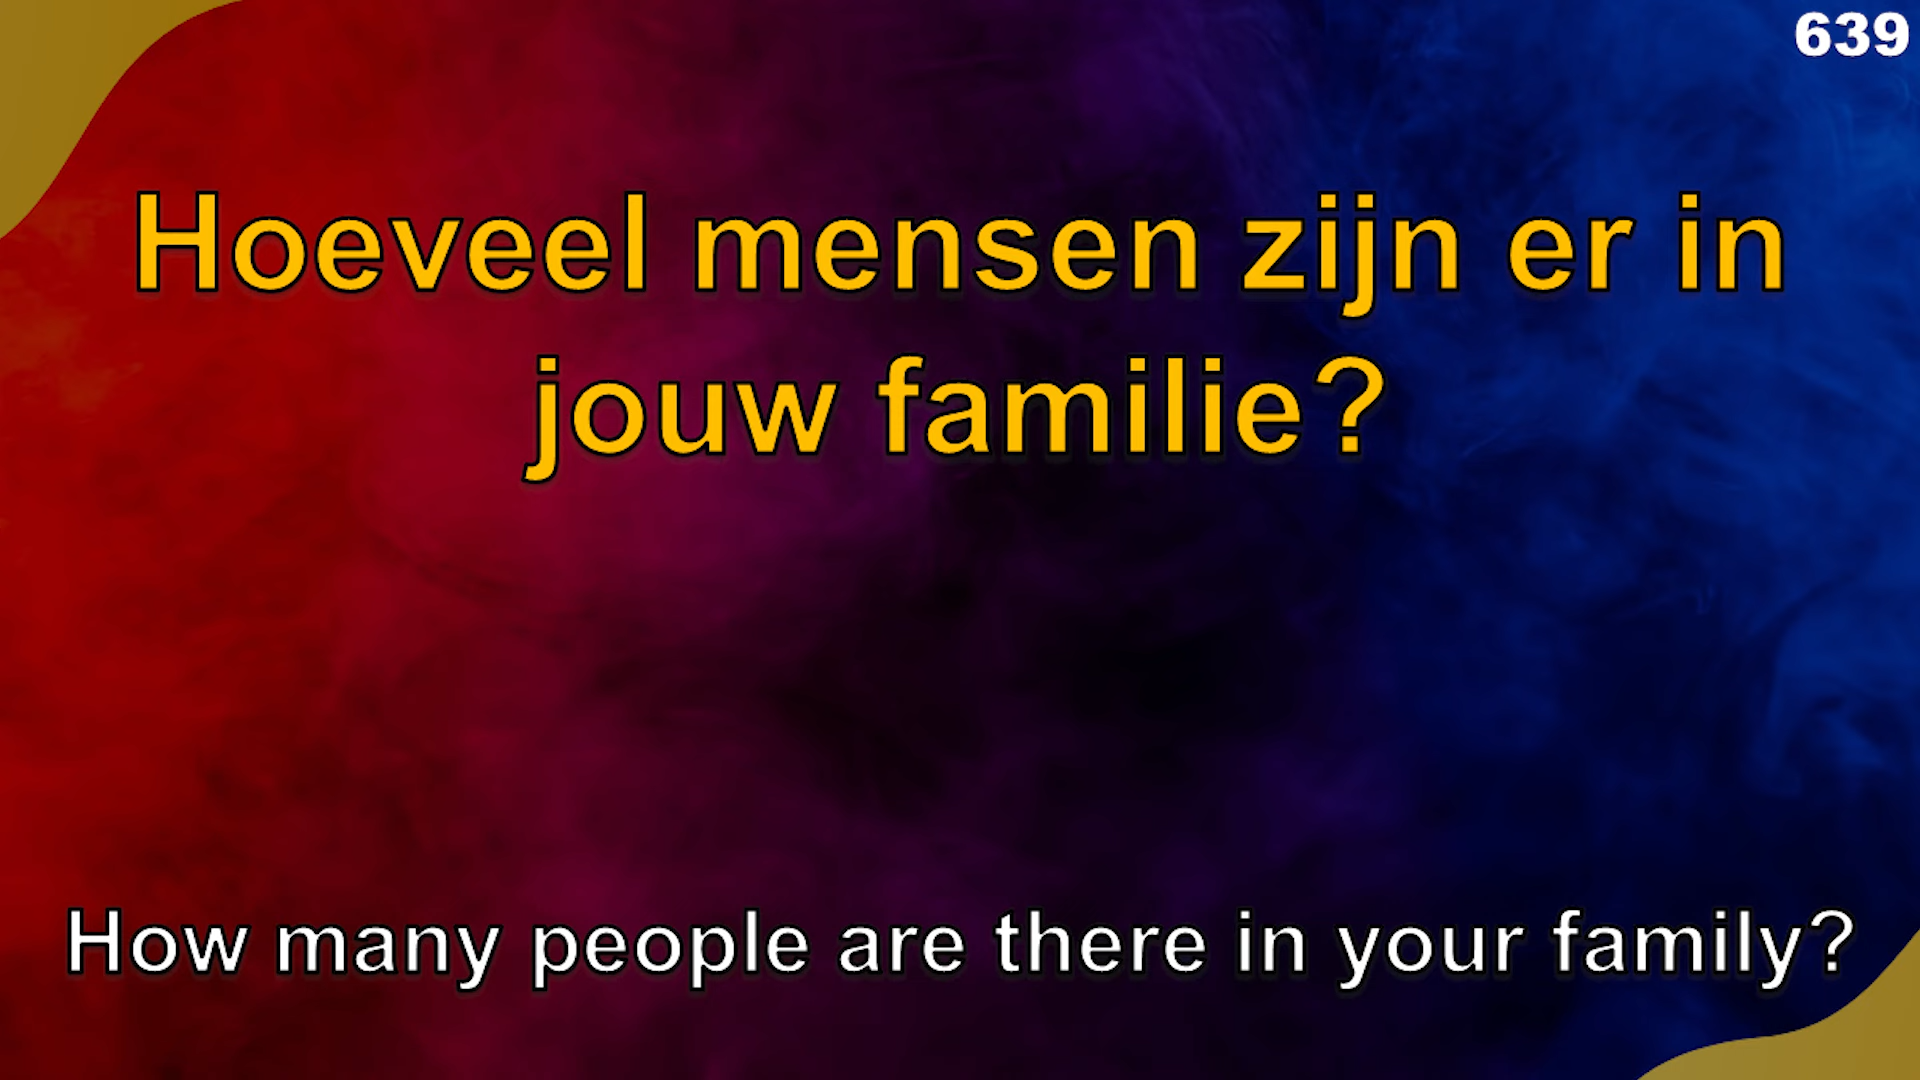 639
Hoeveel mensen zijn er in
jouw familie?
How many people are there in your family?